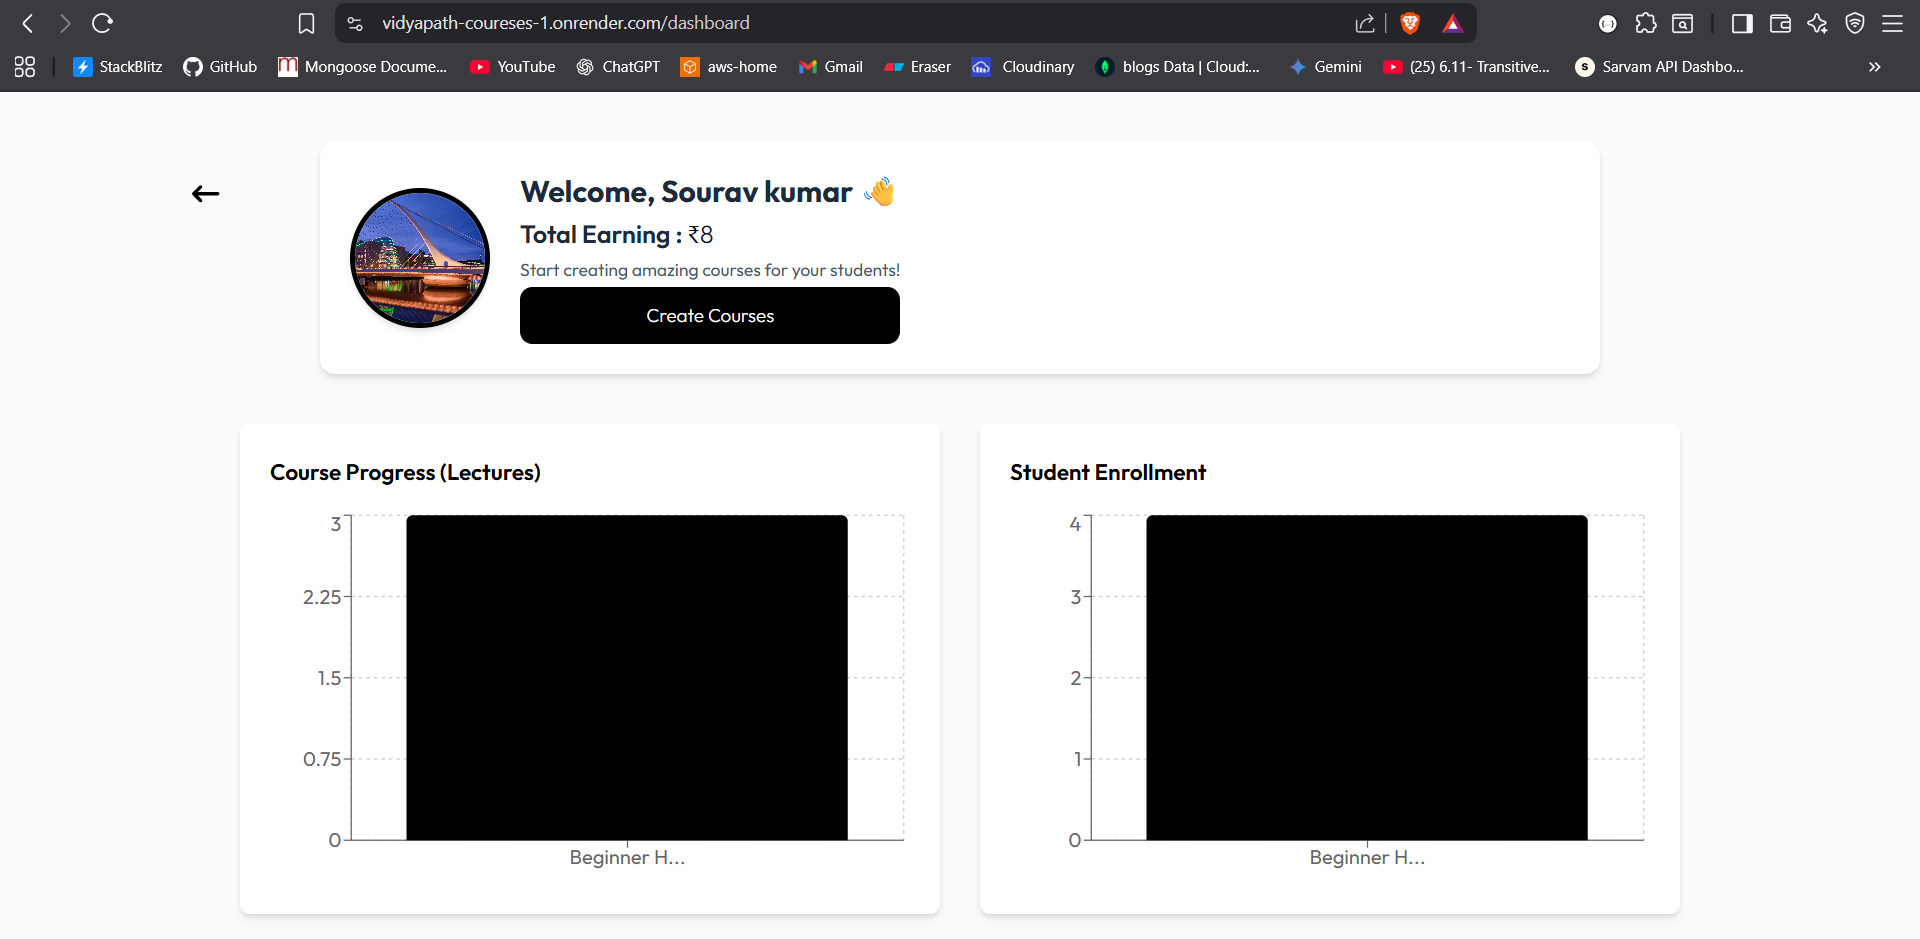 vidyapath-coureses-1.onrender.com/dashboard
StackBlitz GitHub Mongoose Docume... YouTube ChatGPT aws-home Gmail Eraser Cloudinary blogs Data | Cloud:... Gemini (25) 6.11- Transitive... Sarvam API Dashbo...
Welcome, Sourav kumar 👋
Total Earning : ₹8
Start creating amazing courses for your students!
Create Courses
Course Progress (Lectures)
3
2.25
1.5
0.75
0
Beginner H...
Student Enrollment
4
3
2
1
0
Beginner H...